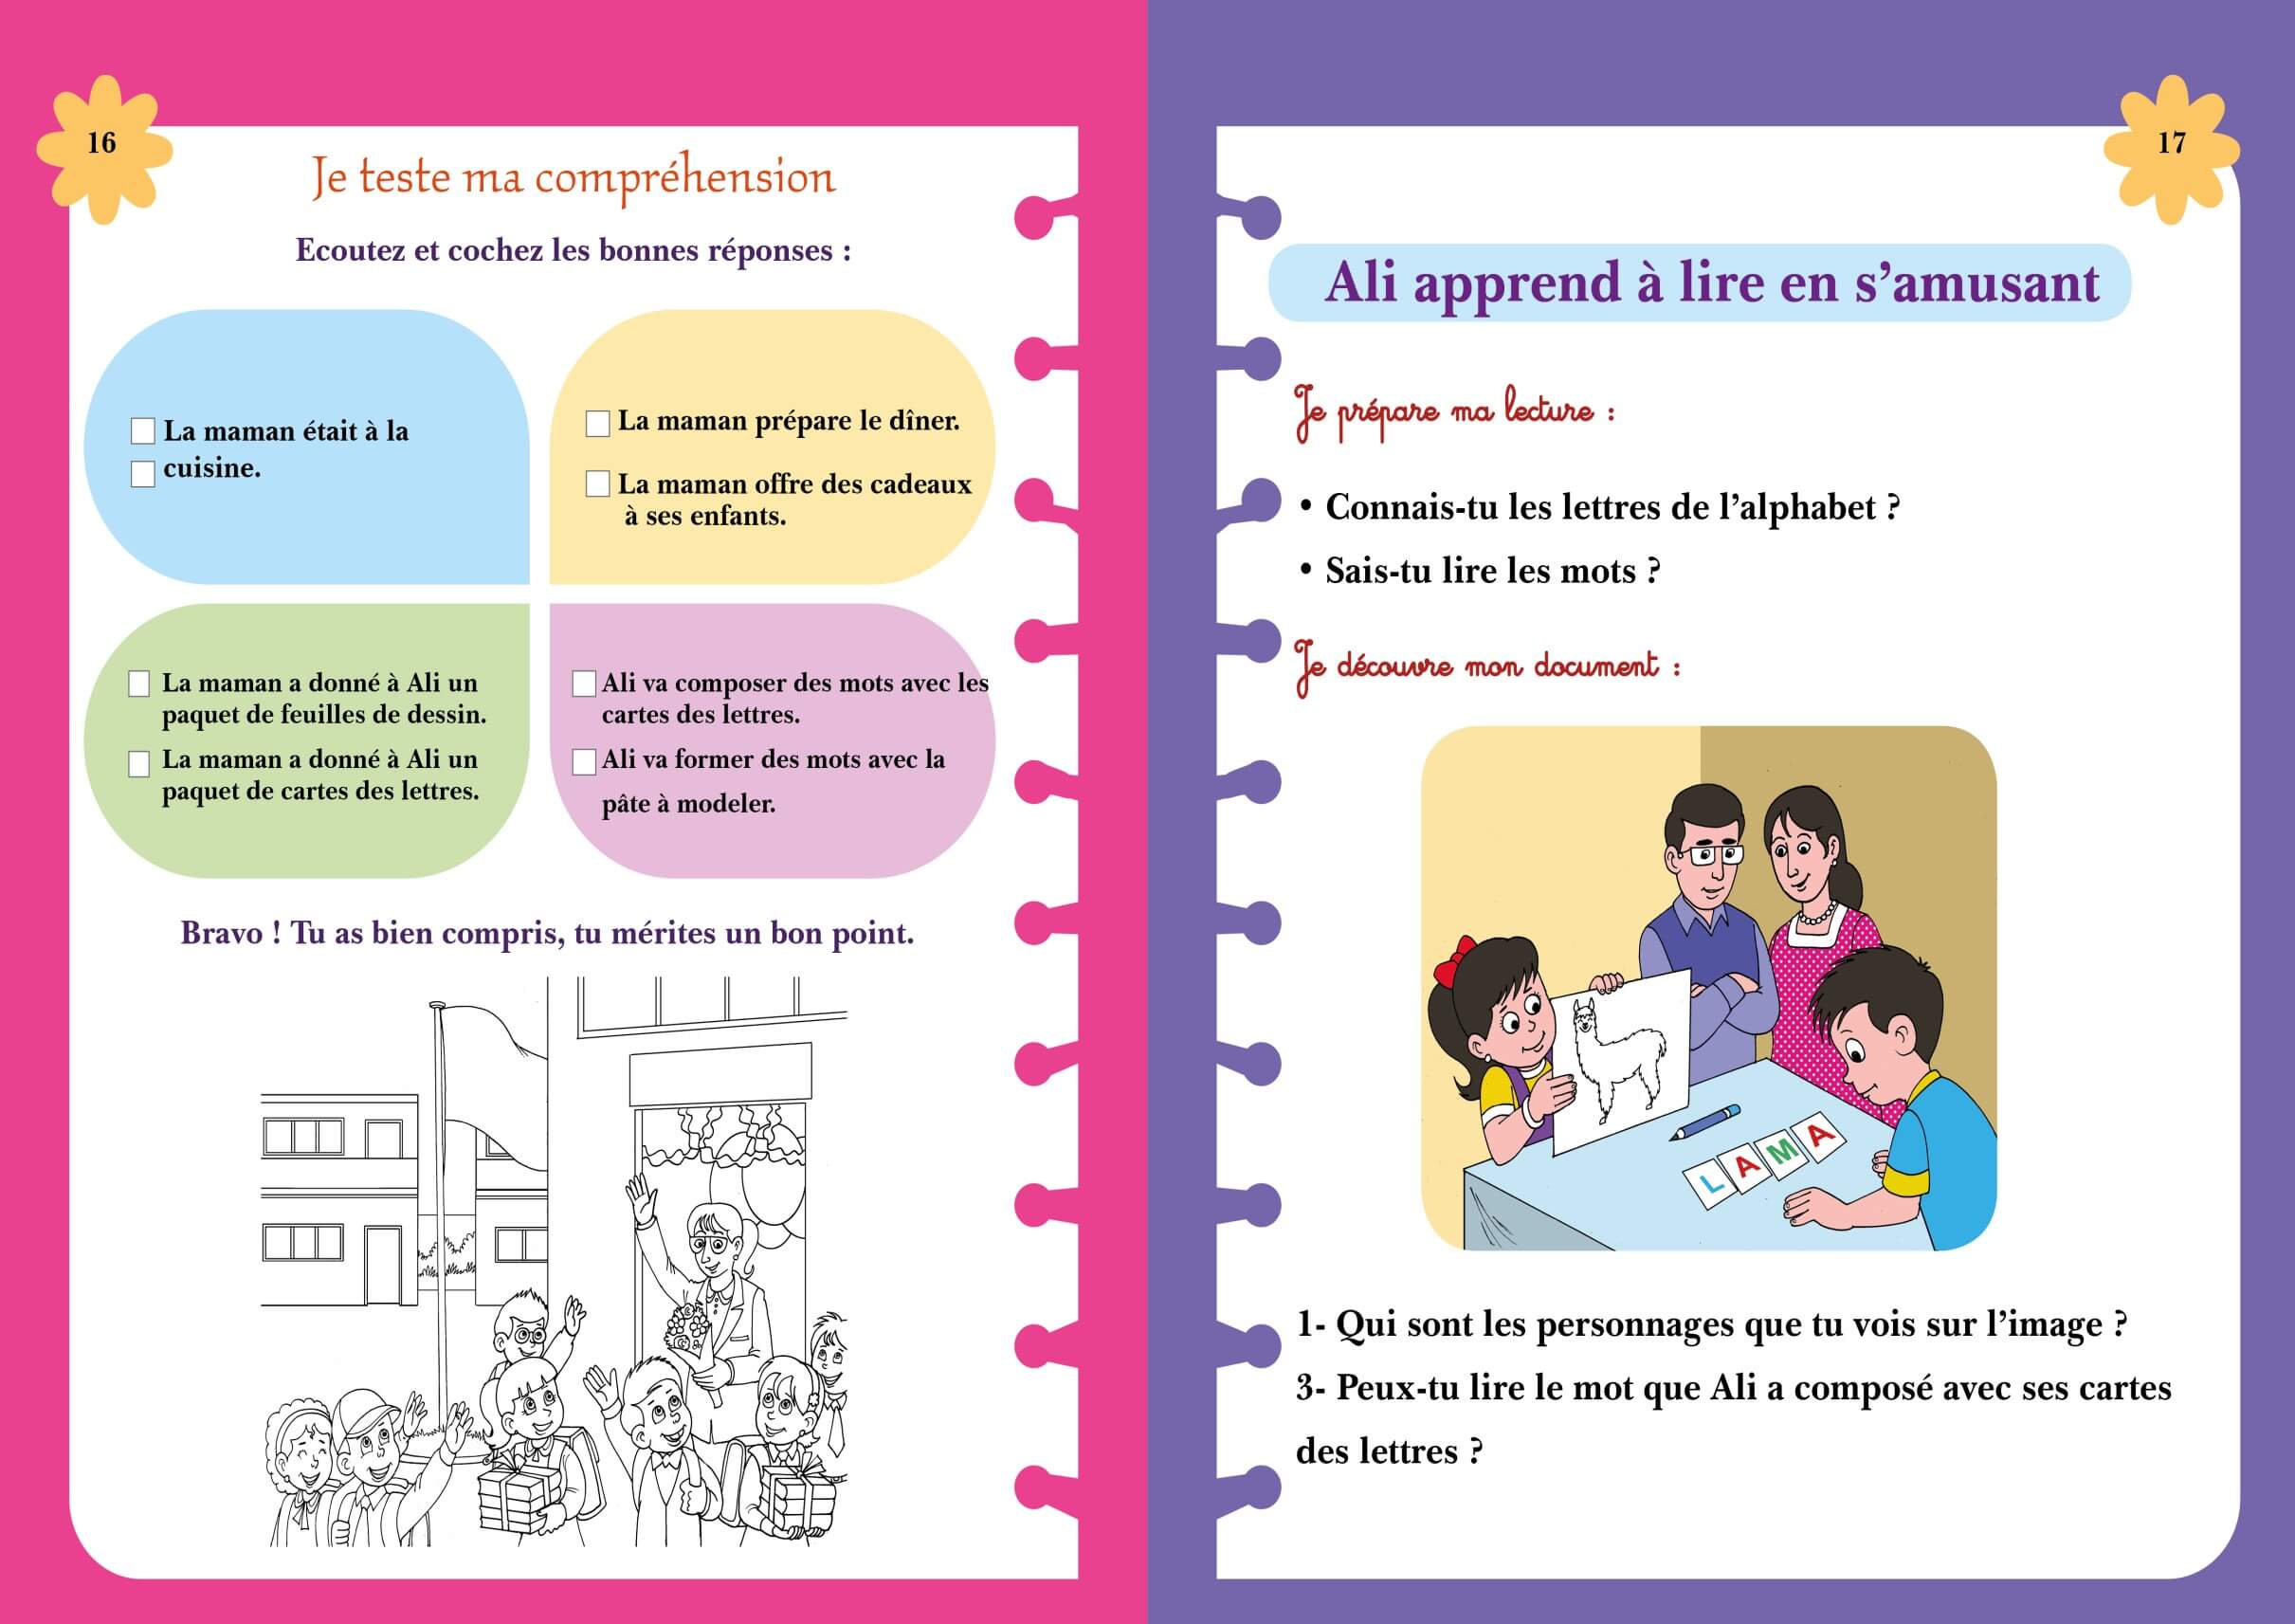 16
Je teste ma compréhension
Ecoutez et cochez les bonnes réponses :
La maman était à la
cuisine.
La maman prépare le dîner.
La maman offre des cadeaux
à ses enfants.
La maman a donné à Ali un
paquet de feuilles de dessin.
La maman a donné à Ali un
paquet de cartes des lettres.
Ali va composer des mots avec les
cartes des lettres.
Ali va former des mots avec la
pâte à modeler.
Bravo ! Tu as bien compris, tu mérites un bon point.
17
Ali apprend à lire en s’amusant
Je prépare ma lecture :
• Connais-tu les lettres de l’alphabet ?
• Sais-tu lire les mots ?
Je découvre mon document :
L A M A
1- Qui sont les personnages que tu vois sur l’image ?
3- Peux-tu lire le mot que Ali a composé avec ses cartes
des lettres ?